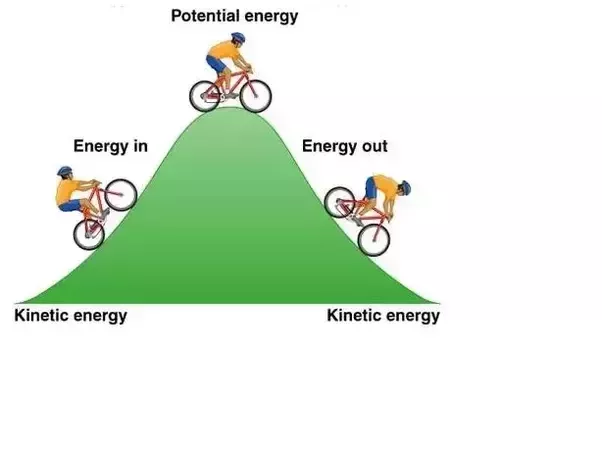 Potential energy
Energy in
Energy out
Kinetic energy
Kinetic energy